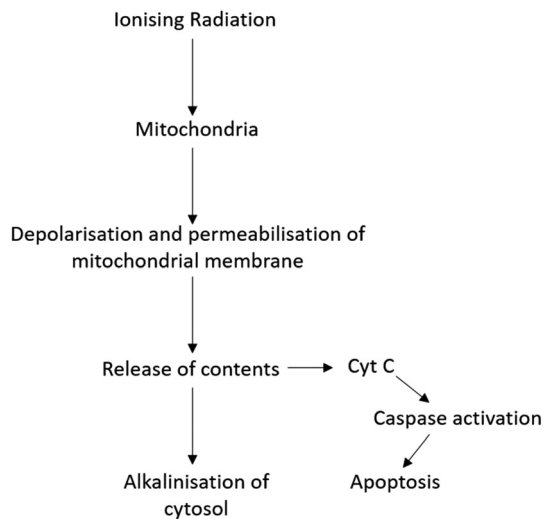 Ionising Radiation
Mitochondria
Depolarisation and permeabilisation of
mitochondrial membrane
Release of contents
Cyt C
Caspase activation
Alkalinisation of
cytosol
Apoptosis